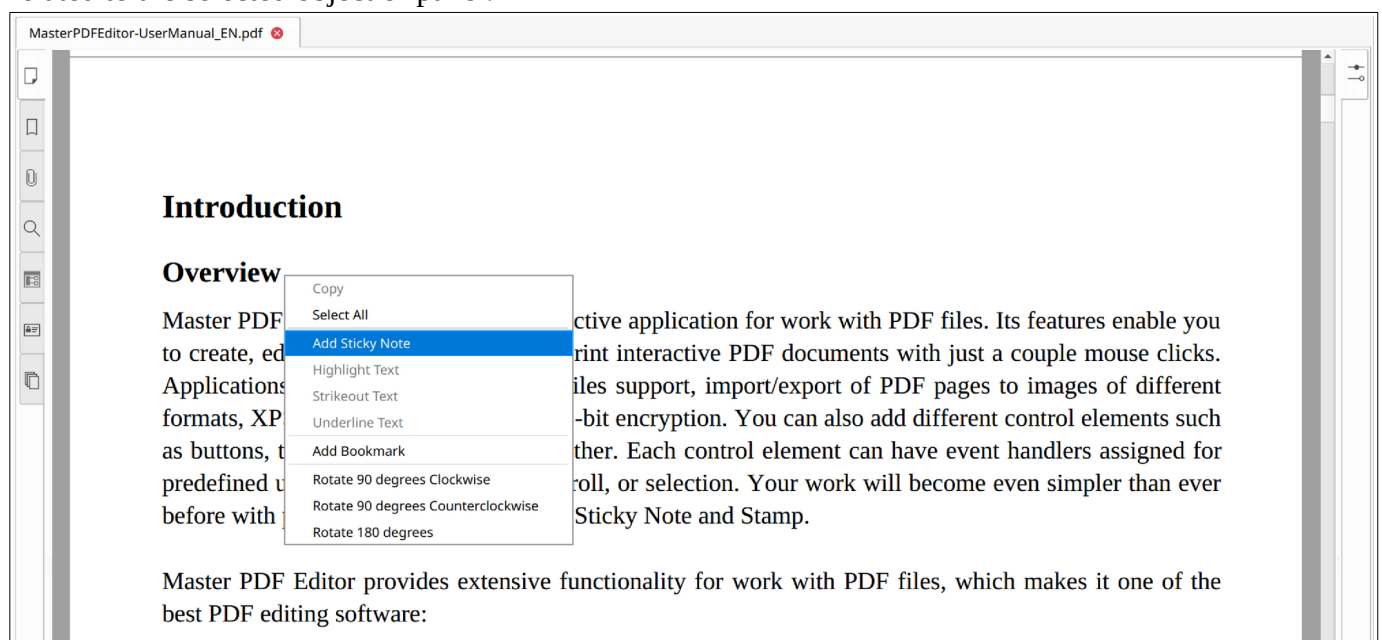 MasterPDFEditor-UserManual_EN.pdf
Introduction
Overview
Copy
Select All
Add Sticky Note
Highlight Text
Strikeout Text
Underline Text
Add Bookmark
Rotate 90 degrees Clockwise
Rotate 90 degrees Counterclockwise
Rotate 180 degrees
Master PDF ctive application for work with PDF files. Its features enable you
to create, ed rint interactive PDF documents with just a couple mouse clicks.
Applications iles support, import/export of PDF pages to images of different
formats, XP -bit encryption. You can also add different control elements such
as buttons, t ther. Each control element can have event handlers assigned for
predefined u roll, or selection. Your work will become even simpler than ever
before with Sticky Note and Stamp.
Master PDF Editor provides extensive functionality for work with PDF files, which makes it one of the
best PDF editing software: